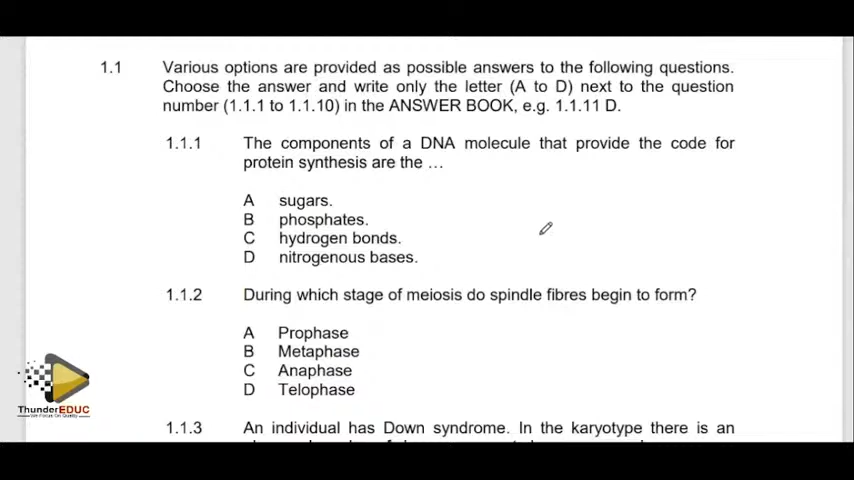 1.1 Various options are provided as possible answers to the following questions.
Choose the answer and write only the letter (A to D) next to the question
number (1.1.1 to 1.1.10) in the ANSWER BOOK, e.g. 1.1.11 D.
1.1.1 The components of a DNA molecule that provide the code for
protein synthesis are the …
A sugars.
B phosphates.
C hydrogen bonds.
D nitrogenous bases.
1.1.2 During which stage of meiosis do spindle fibres begin to form?
A Prophase
B Metaphase
C Anaphase
D Telophase
ThunderEDUC
We Focus On Quality
1.1.3 An individual has Down syndrome. In the karyotype there is an